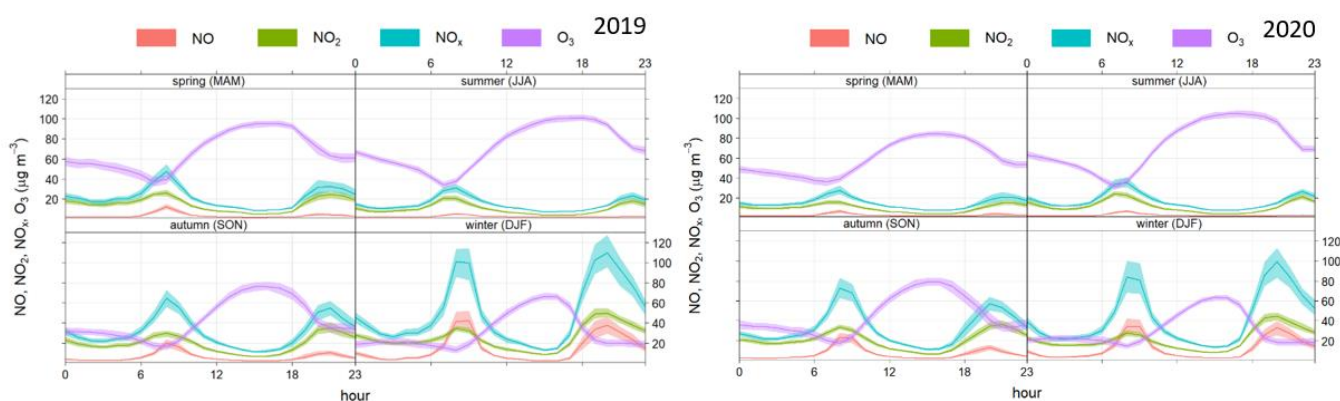 NO NO₂ NOₓ O₃ 2019
0 6 18 23
spring (MAM) summer (JJA)
120
100
80
60
40
20
autumn (SON) winter (DJF)
120
100
80
60
40
20
NO, NO₂, NOₓ, O₃ (µg m⁻³)
0 6 12 18 23
hour
NO NO₂ NOₓ O₃ 2020
0 6 12 18 23
spring (MAM) summer (JJA)
120
100
80
60
40
20
autumn (SON) winter (DJF)
120
100
80
60
40
20
NO, NO₂, NOₓ, O₃ (µg m⁻³)
0 6 12 18 23
hour